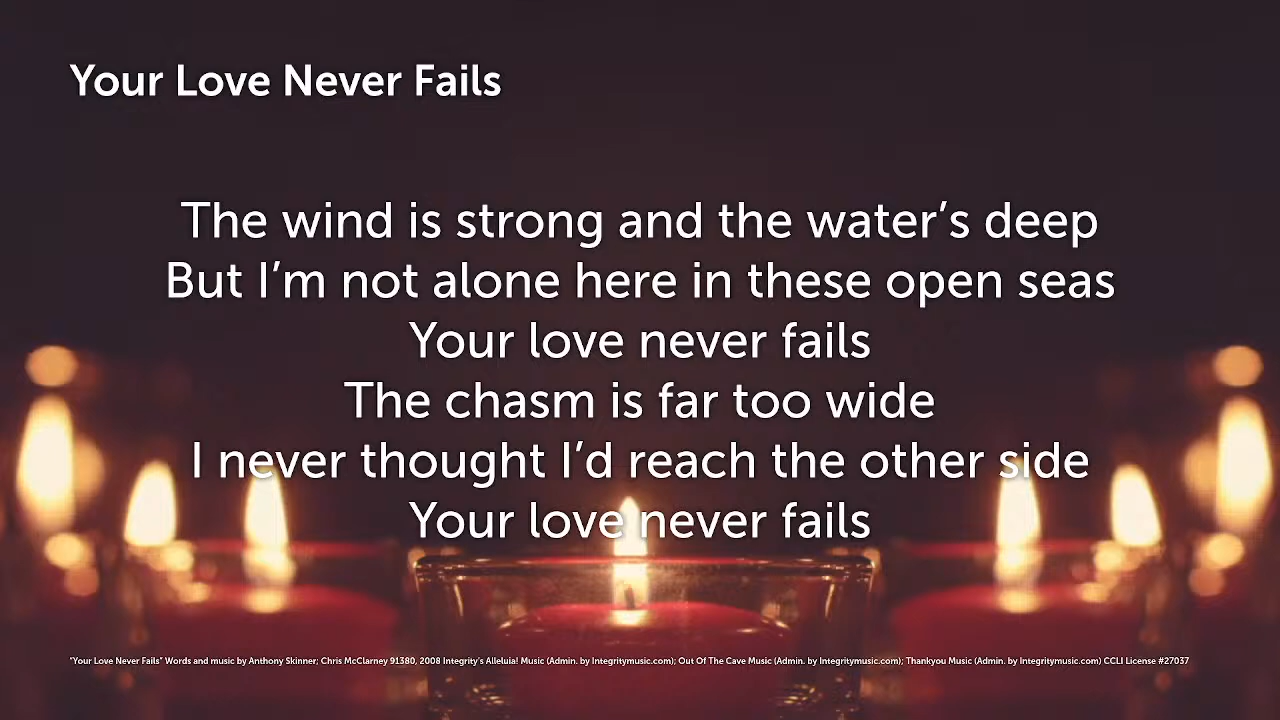 Your Love Never Fails
The wind is strong and the water’s deep
But I’m not alone here in these open seas
Your love never fails
The chasm is far too wide
I never thought I’d reach the other side
Your love never fails
"Your Love Never Fails" Words and music by Anthony Skinner; Chris McClarney 91380, 2008 Integrity's Alleluia! Music (Admin. by Integritymusic.com); Out Of The Cave Music (Admin. by Integritymusic.com); Thankyou Music (Admin. by Integritymusic.com) CCLI License #27037